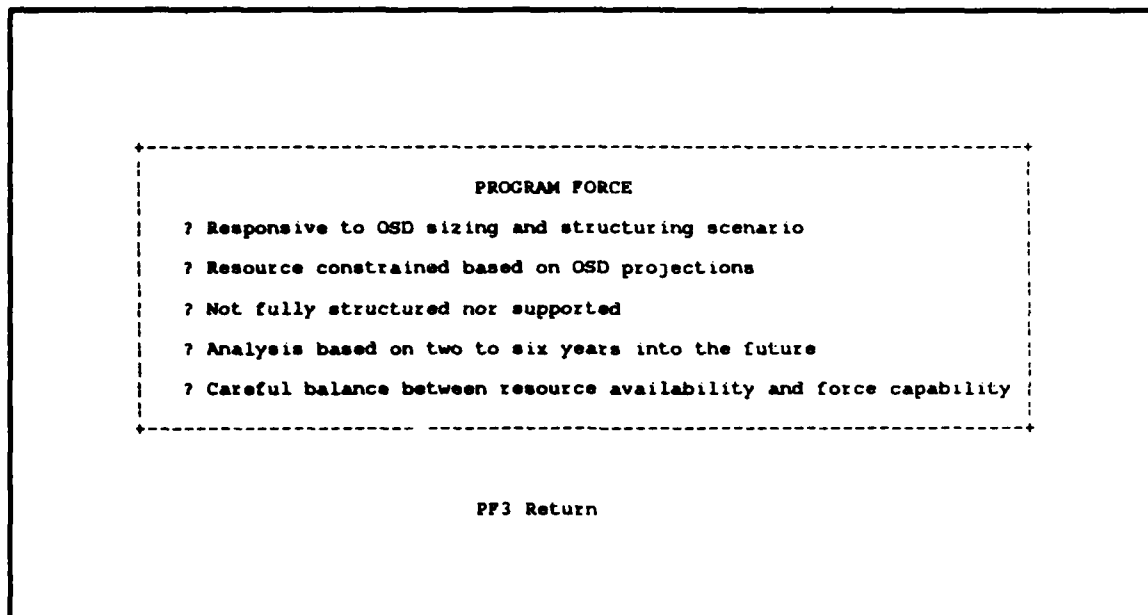 PROGRAM FORCE
? Responsive to OSD sizing and structuring scenario
? Resource constrained based on OSD projections
? Not fully structured nor supported
? Analysis based on two to six years into the future
? Careful balance between resource availability and force capability
PF3 Return